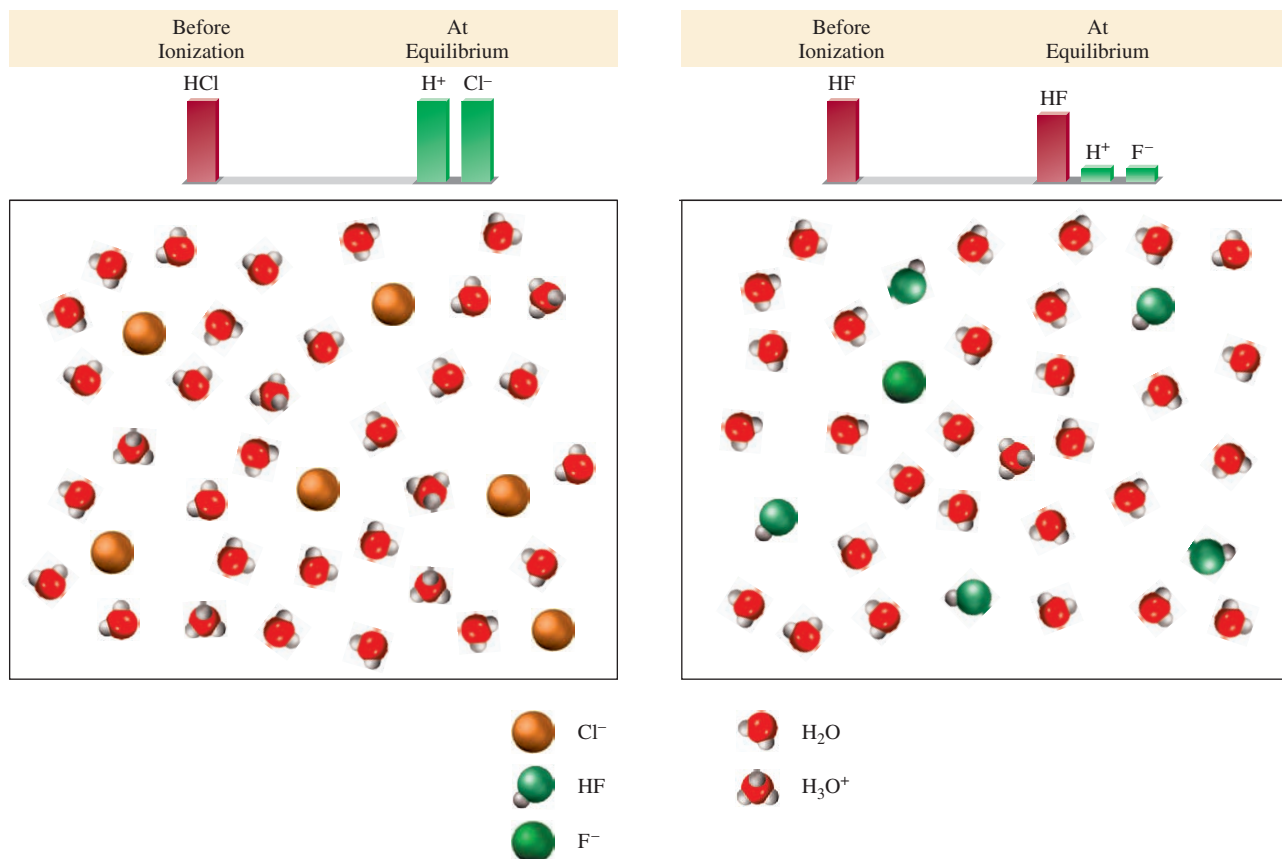 Before
Ionization
At
Equilibrium
HCl
H⁺ Cl⁻
Before
Ionization
At
Equilibrium
HF
HF
H⁺ F⁻
Cl⁻
HF
F⁻
H₂O
H₃O⁺